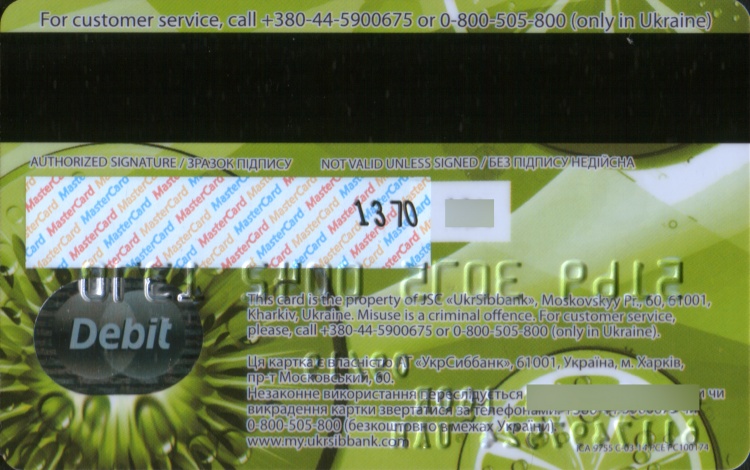 For customer service, call +380-44-5900675 or 0-800-505-800 (only in Ukraine)
AUTHORIZED SIGNATURE / ЗРАЗОК ПІДПИСУ NOT VALID UNLESS SIGNED / БЕЗ ПІДПИСУ НЕДІЙСНА
MasterCard MasterCard MasterCard
1370
Debit
This card is the property of JSC «UkrSibbank», Moskovskyy Pr., 60, 61001,
Kharkiv, Ukraine. Misuse is a criminal offence. For customer service,
please, call +380-44-5900675 or 0-800-505-800 (only in Ukraine).
Ця картка є власністю АТ «УкрСиббанк», 61001, Україна, м. Харків,
пр-т Московський, 60.
Незаконне використання переслідується и чи
викрадення картки звертатися за телефонами:
0-800-505-800 (безкоштовно в межах України)
www.my.ukrsibbank.com